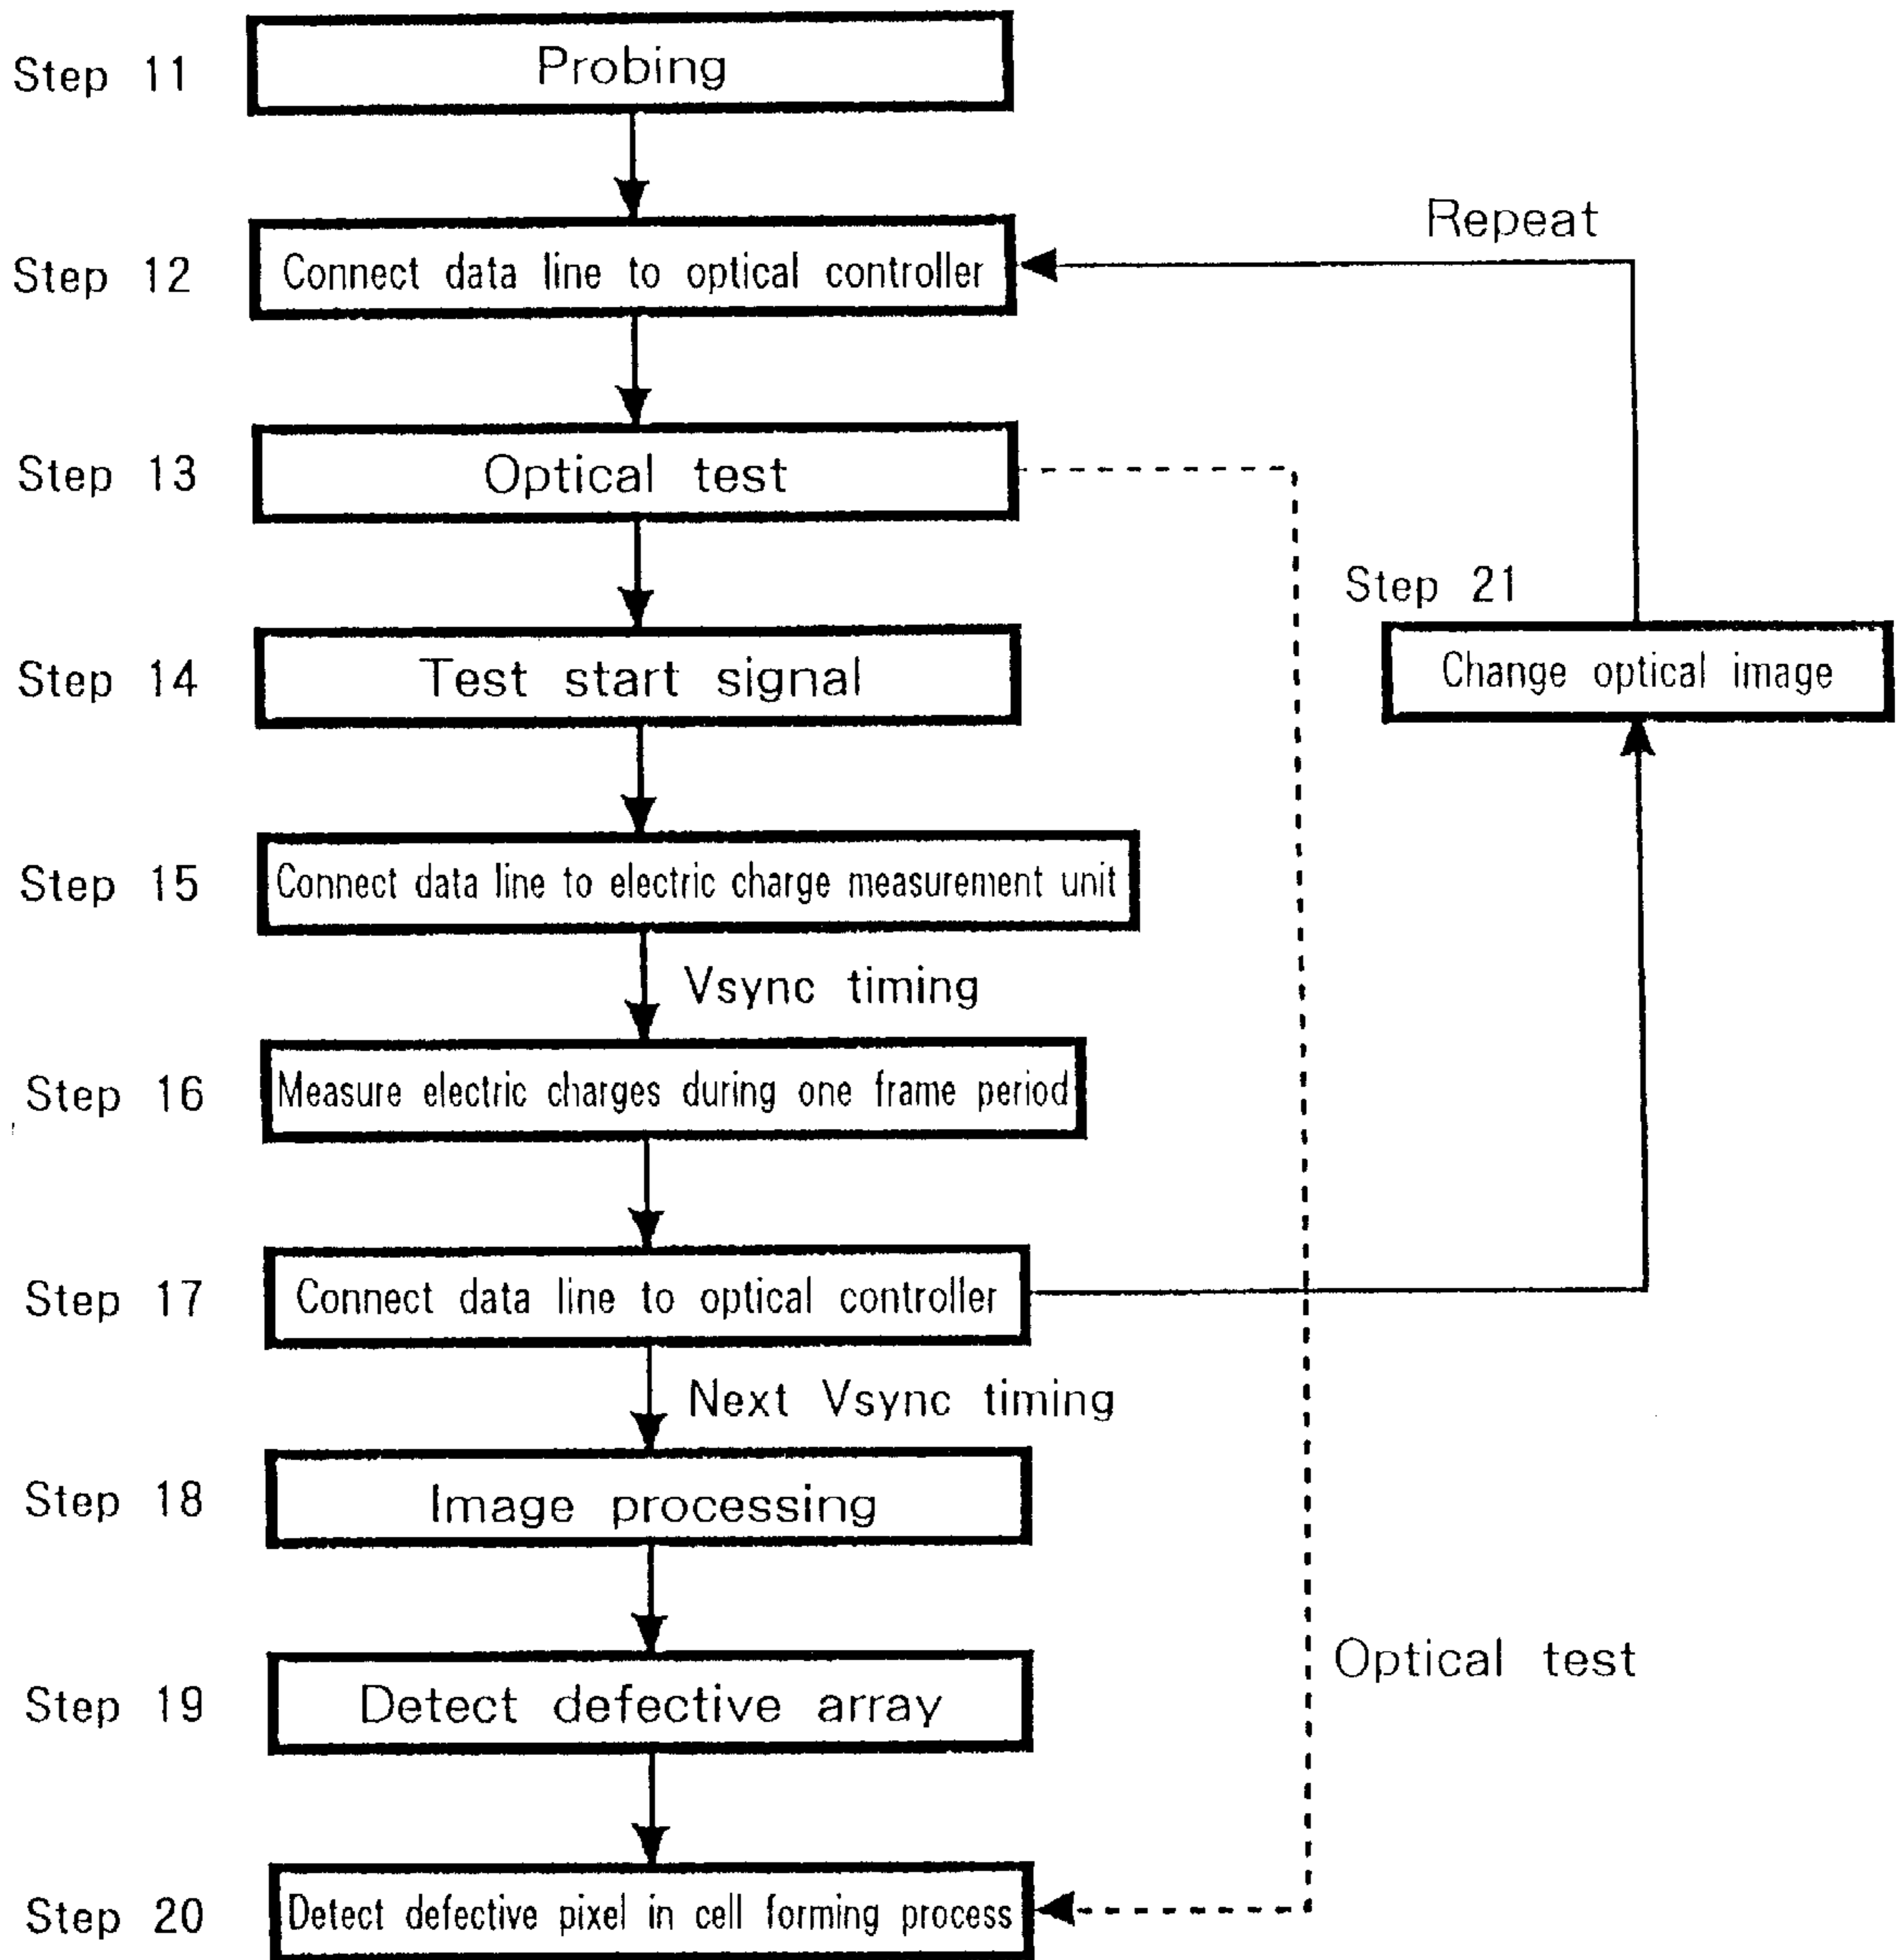 Step 11
Probing
Repeat
Step 12
Connect data line to optical controller
Step 13
Optical test
Step 21
Change optical image
Step 14
Test start signal
Step 15
Connect data line to electric charge measurement unit
Vsync timing
Step 16
Measure electric charges during one frame period
Step 17
Connect data line to optical controller
Next Vsync timing
Step 18
Image processing
Optical test
Step 19
Detect defective array
Step 20
Detect defective pixel in cell forming process